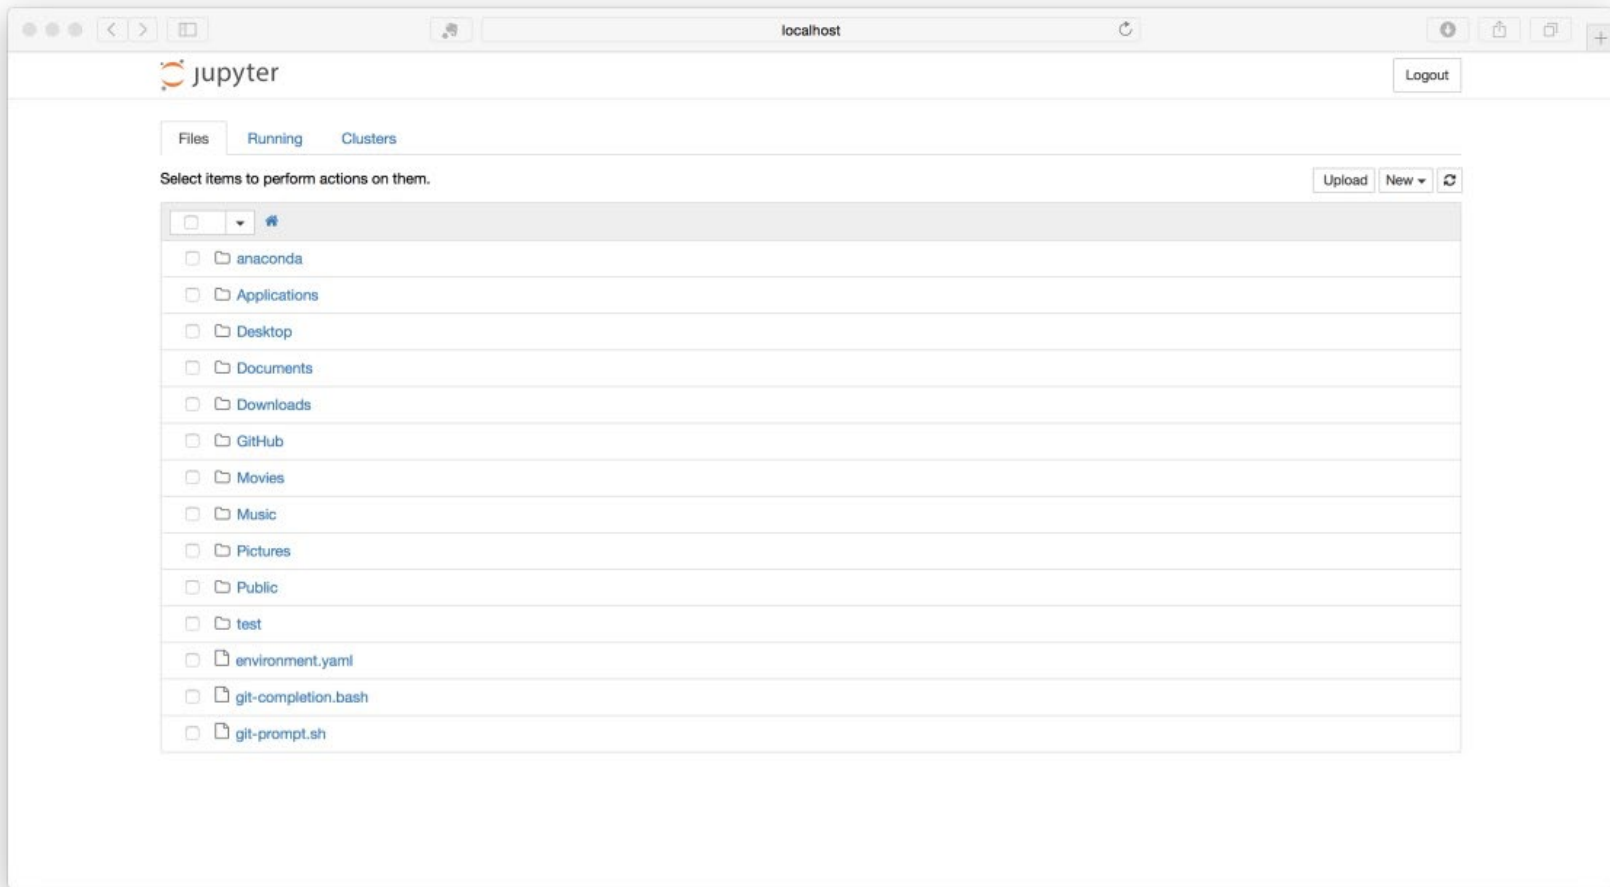 localhost
jupyter
Logout
Files Running Clusters
Select items to perform actions on them.
Upload New
anaconda
Applications
Desktop
Documents
Downloads
GitHub
Movies
Music
Pictures
Public
test
environment.yaml
git-completion.bash
git-prompt.sh